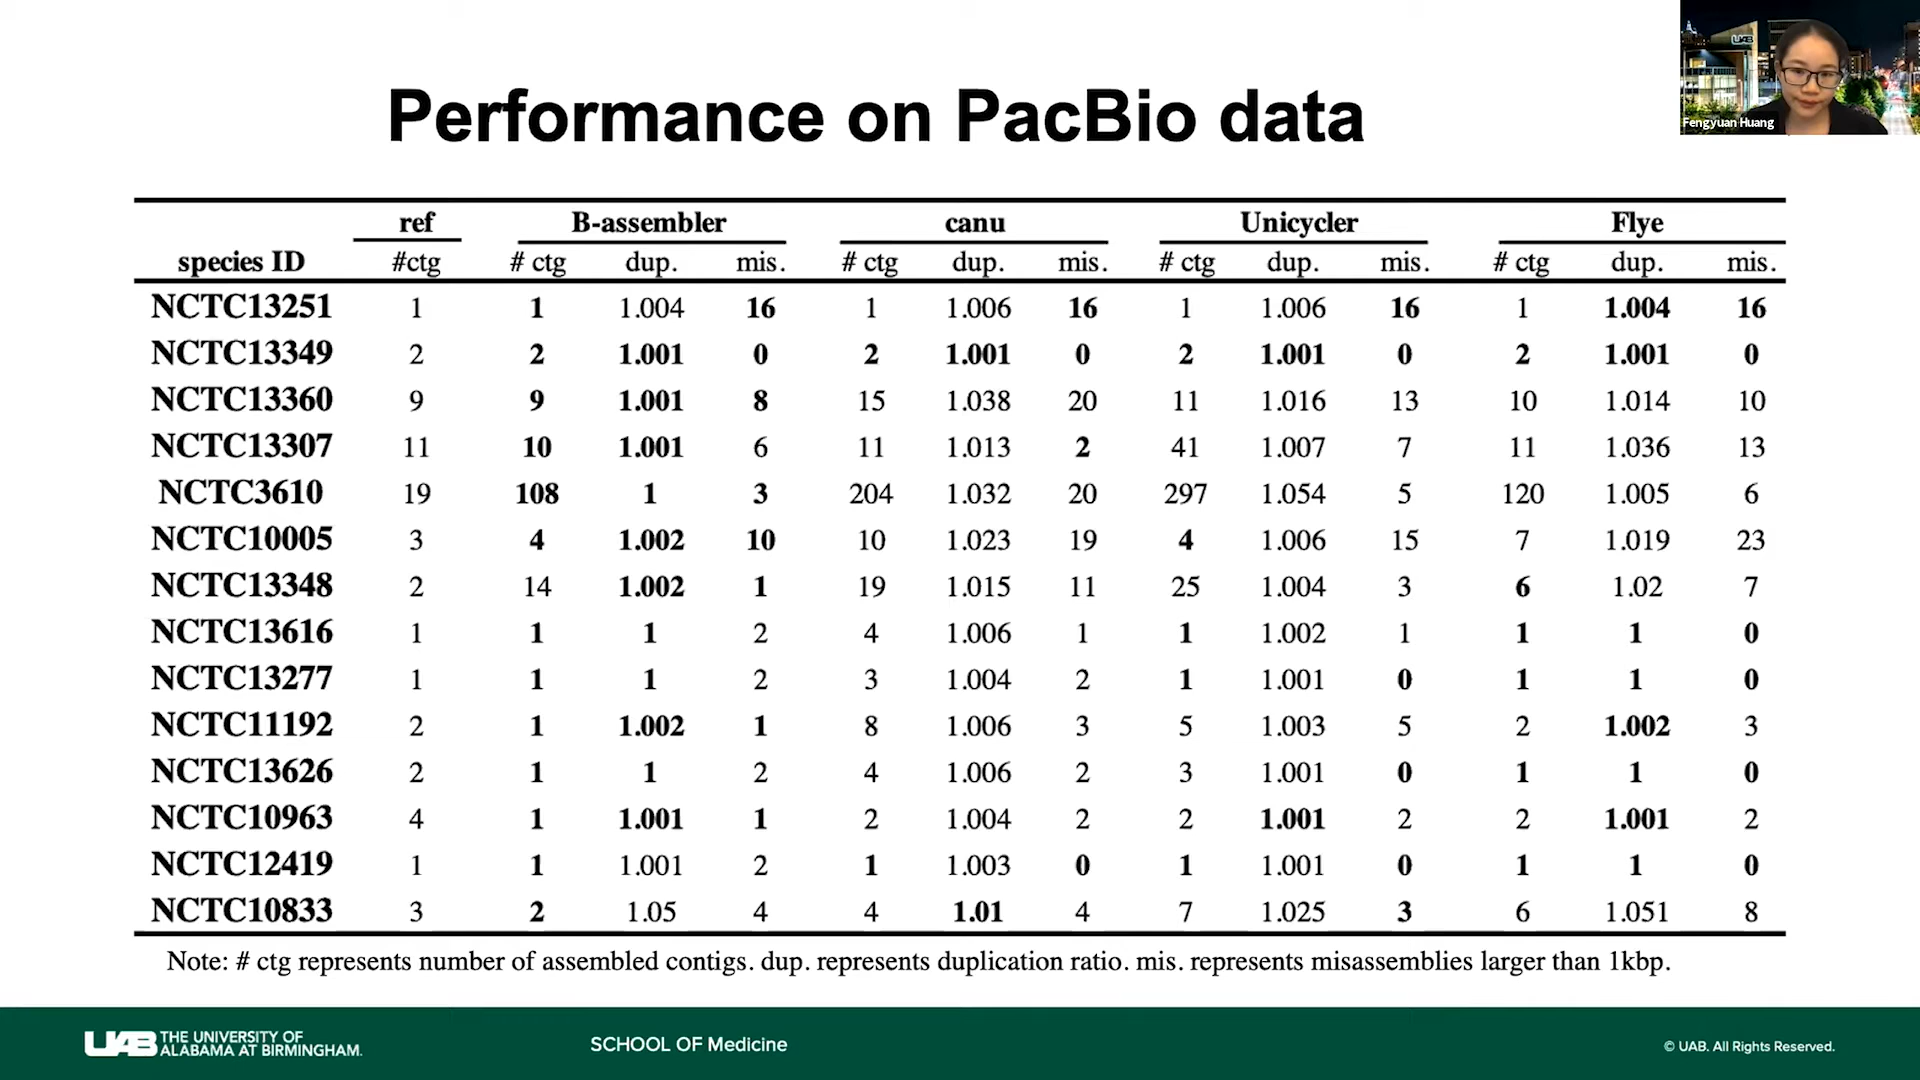 Performance on PacBio data
UAB
Fengyuan Huang
ref B-assembler canu Unicycler Flye
species ID #ctg # ctg dup. mis. # ctg dup. mis. # ctg dup. mis. # ctg dup. mis.
NCTC13251 1 1 1.004 16 1 1.006 16 1 1.006 16 1 1.004 16
NCTC13349 2 2 1.001 0 2 1.001 0 2 1.001 0 2 1.001 0
NCTC13360 9 9 1.001 8 15 1.038 20 11 1.016 13 10 1.014 10
NCTC13307 11 10 1.001 6 11 1.013 2 41 1.007 7 11 1.036 13
NCTC3610 19 108 1 3 204 1.032 20 297 1.054 5 120 1.005 6
NCTC10005 3 4 1.002 10 10 1.023 19 4 1.006 15 7 1.019 23
NCTC13348 2 14 1.002 1 19 1.015 11 25 1.004 3 6 1.02 7
NCTC13616 1 1 1 2 4 1.006 1 1 1.002 1 1 1 0
NCTC13277 1 1 1 2 3 1.004 2 1 1.001 0 1 1 0
NCTC11192 2 1 1.002 1 8 1.006 3 5 1.003 5 2 1.002 3
NCTC13626 2 1 1 2 4 1.006 2 3 1.001 0 1 1 0
NCTC10963 4 1 1.001 1 2 1.004 2 2 1.001 2 2 1.001 2
NCTC12419 1 1 1.001 2 1 1.003 0 1 1.001 0 1 1 0
NCTC10833 3 2 1.05 4 4 1.01 4 7 1.025 3 6 1.051 8
Note: # ctg represents number of assembled contigs. dup. represents duplication ratio. mis. represents misassemblies larger than 1kbp.
UAB THE UNIVERSITY OF
ALABAMA AT BIRMINGHAM.
SCHOOL OF Medicine
© UAB. All Rights Reserved.